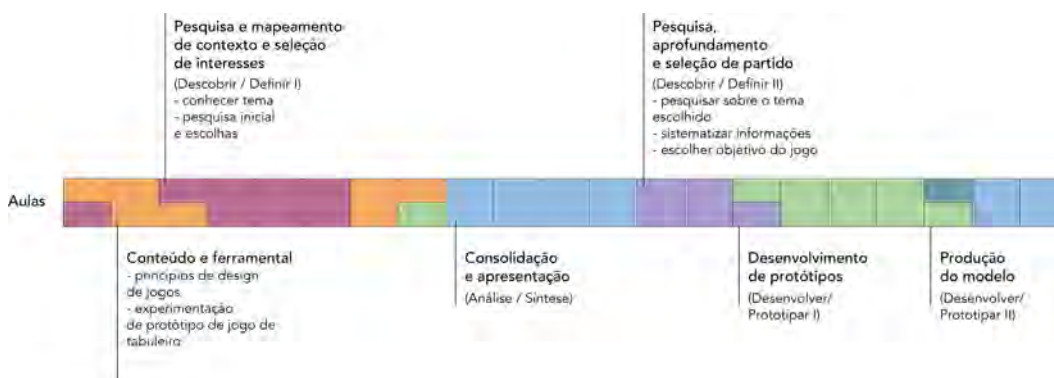 Pesquisa e mapeamento
de contexto e seleção
de interesses
(Descobrir / Definir I)
- conhecer tema
- pesquisa inicial
e escolhas
Pesquisa,
aprofundamento
e seleção de partido
(Descobrir / Definir II)
- pesquisar sobre o tema
escolhido
- sistematizar informações
- escolher objetivo do jogo
Aulas
Conteúdo e ferramental
- princípios de design
de jogos
- experimentação
de protótipo de jogo de
tabuleiro
Consolidação
e apresentação
(Análise / Síntese)
Desenvolvimento
de protótipos
(Desenvolver/
Prototipar I)
Produção
do modelo
(Desenvolver/
Prototipar II)